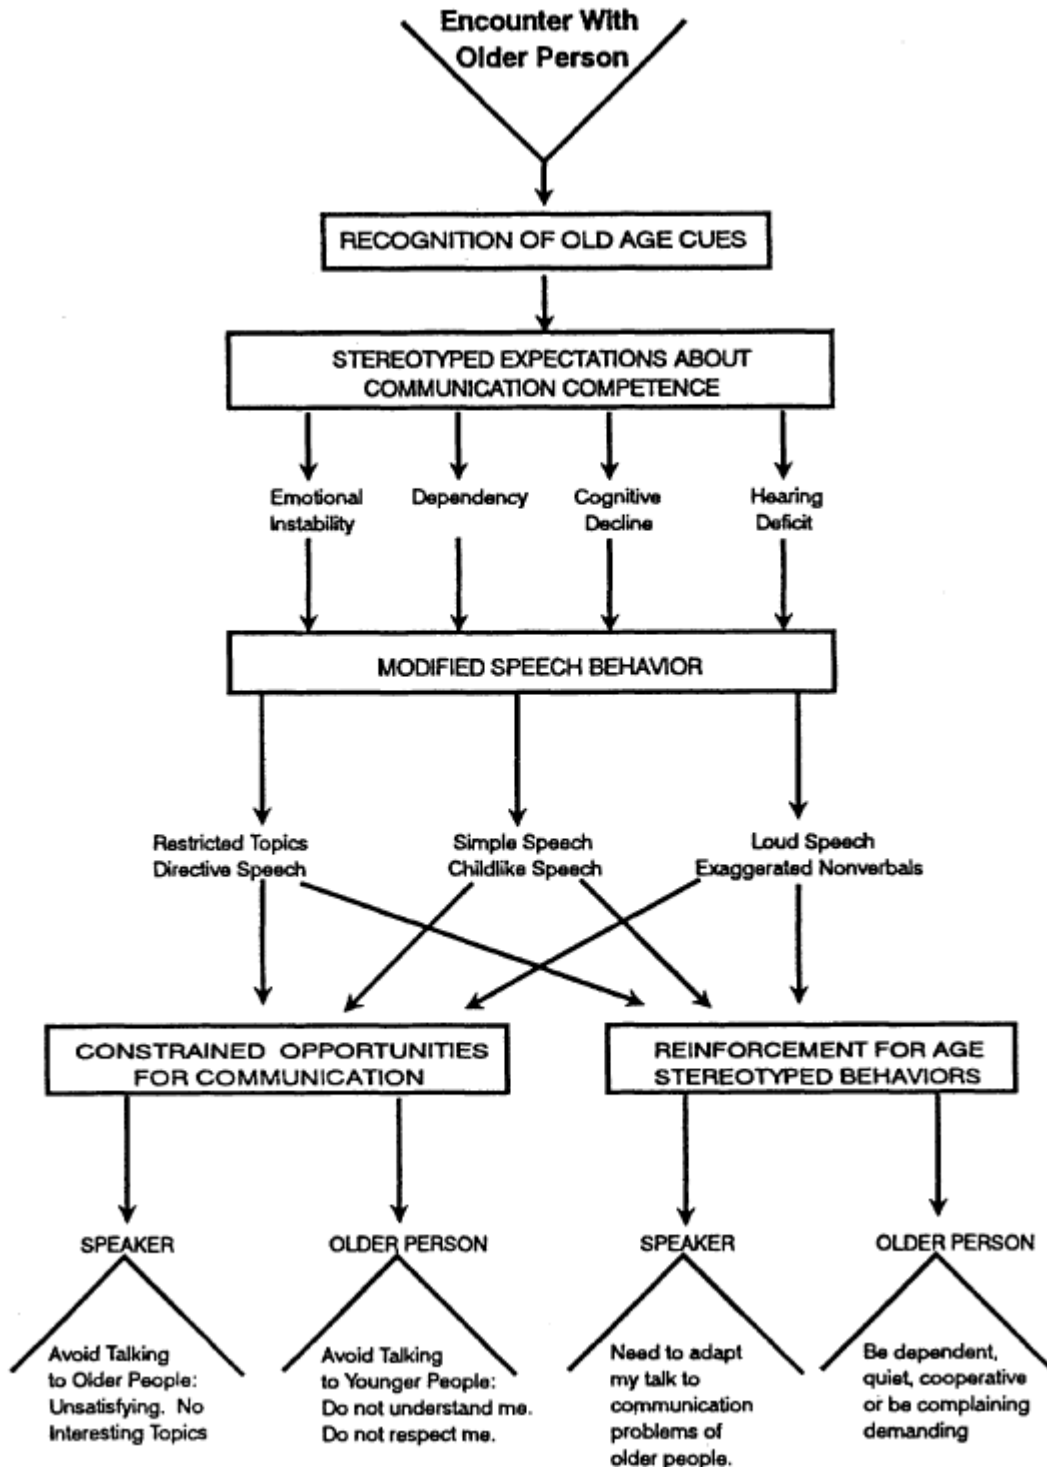 Encounter With
Older Person
RECOGNITION OF OLD AGE CUES
STEREOTYPED EXPECTATIONS ABOUT
COMMUNICATION COMPETENCE
Emotional
Instability
Dependency
Cognitive
Decline
Hearing
Deficit
MODIFIED SPEECH BEHAVIOR
Restricted Topics
Directive Speech
Simple Speech
Childlike Speech
Loud Speech
Exaggerated Nonverbals
CONSTRAINED OPPORTUNITIES
FOR COMMUNICATION
REINFORCEMENT FOR AGE
STEREOTYPED BEHAVIORS
SPEAKER
Avoid Talking
to Older People:
Unsatisfying. No
Interesting Topics
OLDER PERSON
Avoid Talking
to Younger People:
Do not understand me.
Do not respect me.
SPEAKER
Need to adapt
my talk to
communication
problems of
older people.
OLDER PERSON
Be dependent,
quiet, cooperative
or be complaining
demanding